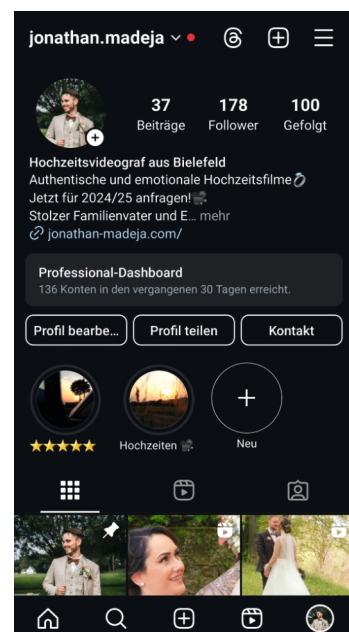 jonathan.madeja
37 178 100
Beiträge Follower Gefolgt
Hochzeitsvideograf aus Bielefeld
Authentische und emotionale Hochzeitsfilme
Jetzt für 2024/25 anfragen!
Stolzer Familienvater und E... mehr
jonathan-madeja.com/
Professional-Dashboard
136 Konten in den vergangenen 30 Tagen erreicht.
Profil bearbe... Profil teilen Kontakt
Hochzeiten Neu